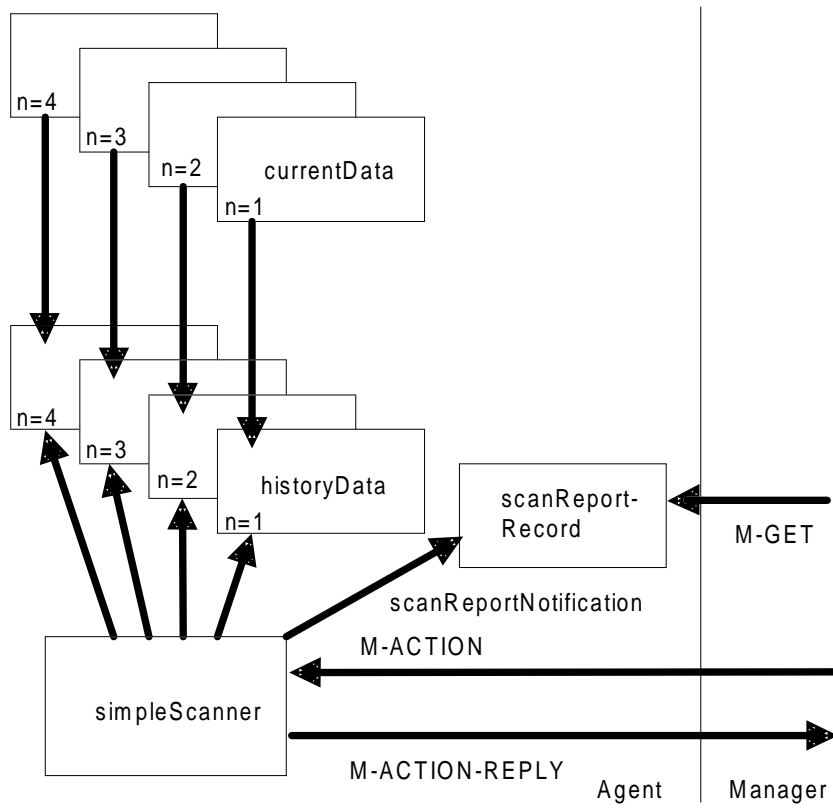 n=4
n=3
n=2
n=1
currentData
n=4
n=3
n=2
n=1
historyData
scanReport-
Record
M-GET
scanReportNotification
M-ACTION
simpleScanner
M-ACTION-REPLY
Agent
Manager